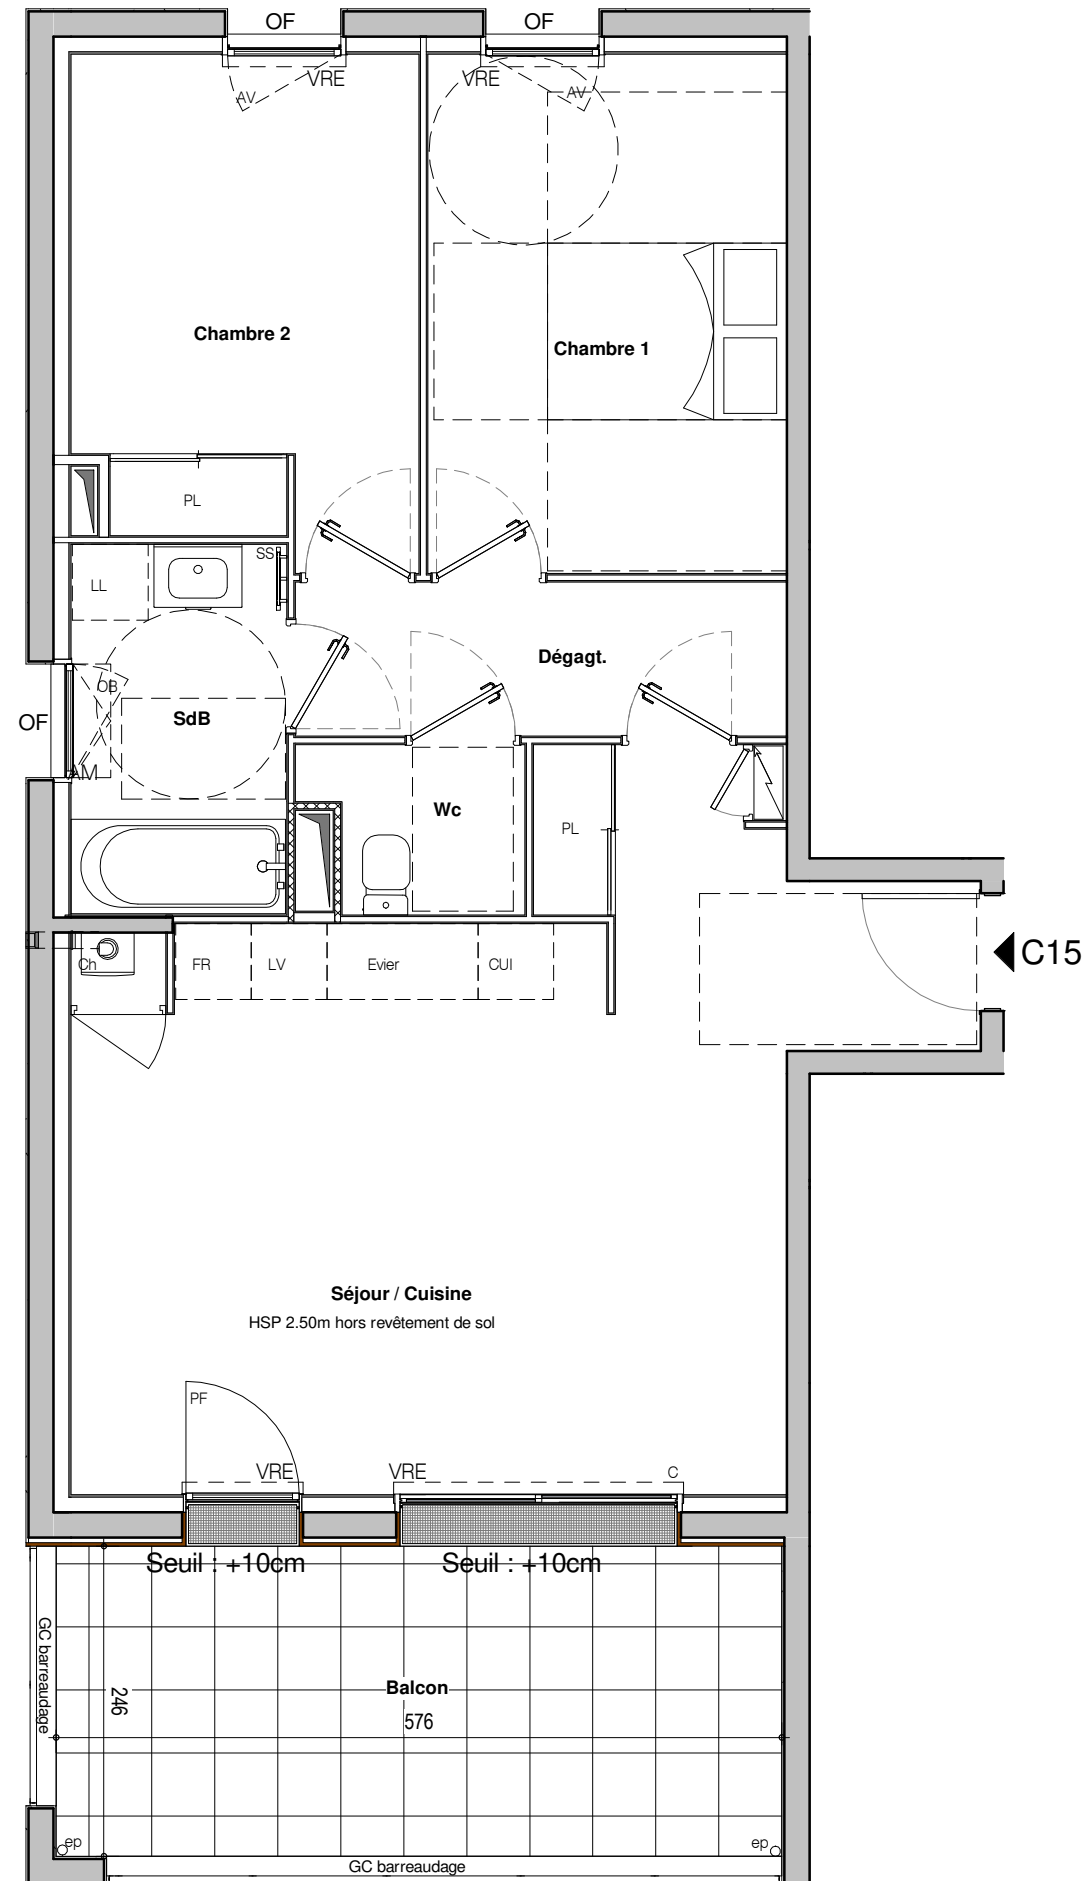 OF
OF
VRE
VRE
AV
AV
Chambre 2
Chambre 1
PL
SS
LL
Dégagt.
OB
SdB
OF
AM
Wc
PL
C15
Ch
FR
LV
Evier
CUI
Séjour / Cuisine
HSP 2.50m hors revêtement de sol
PF
VRE
VRE
C
Seuil : +10cm
Seuil : +10cm
GC barreaudage
246
Balcon
576
ep
ep
GC barreaudage